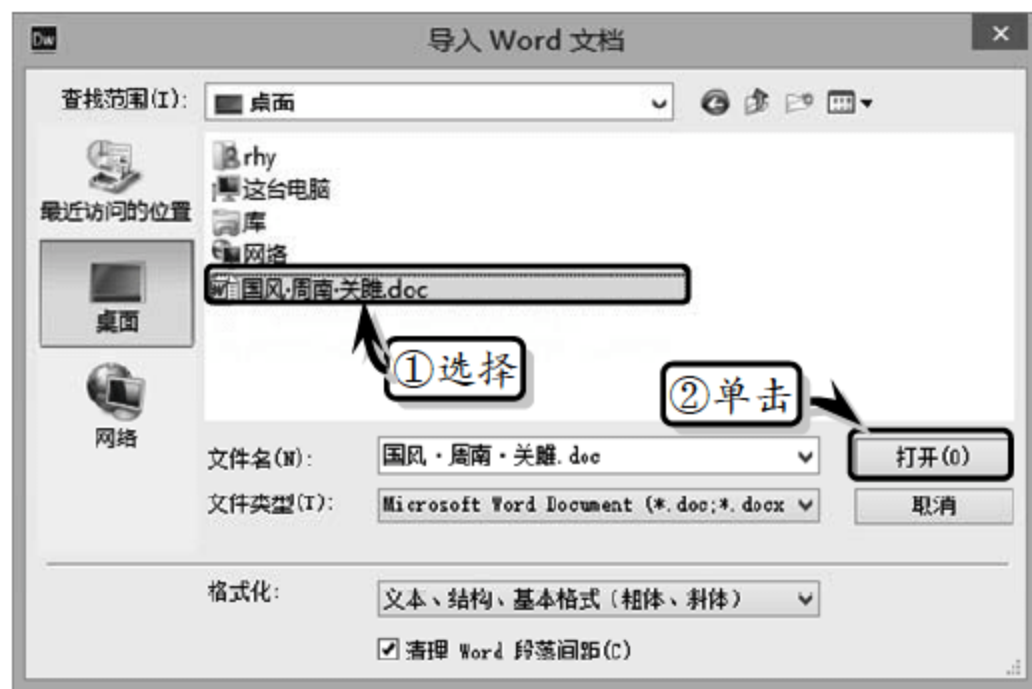 Dw 导入 Word 文档
查找范围(I): 桌面
rhy
这台电脑
最近访问的位置
库
网络
国风·周南·关雎.doc
桌面
①选择
②单击
网络
文件名(N): 国风·周南·关雎.doc 打开(O)
文件类型(T): Microsoft Word Document (*.doc;*.docx 取消
格式化: 文本、结构、基本格式(粗体、斜体)
清理 Word 段落间距(C)